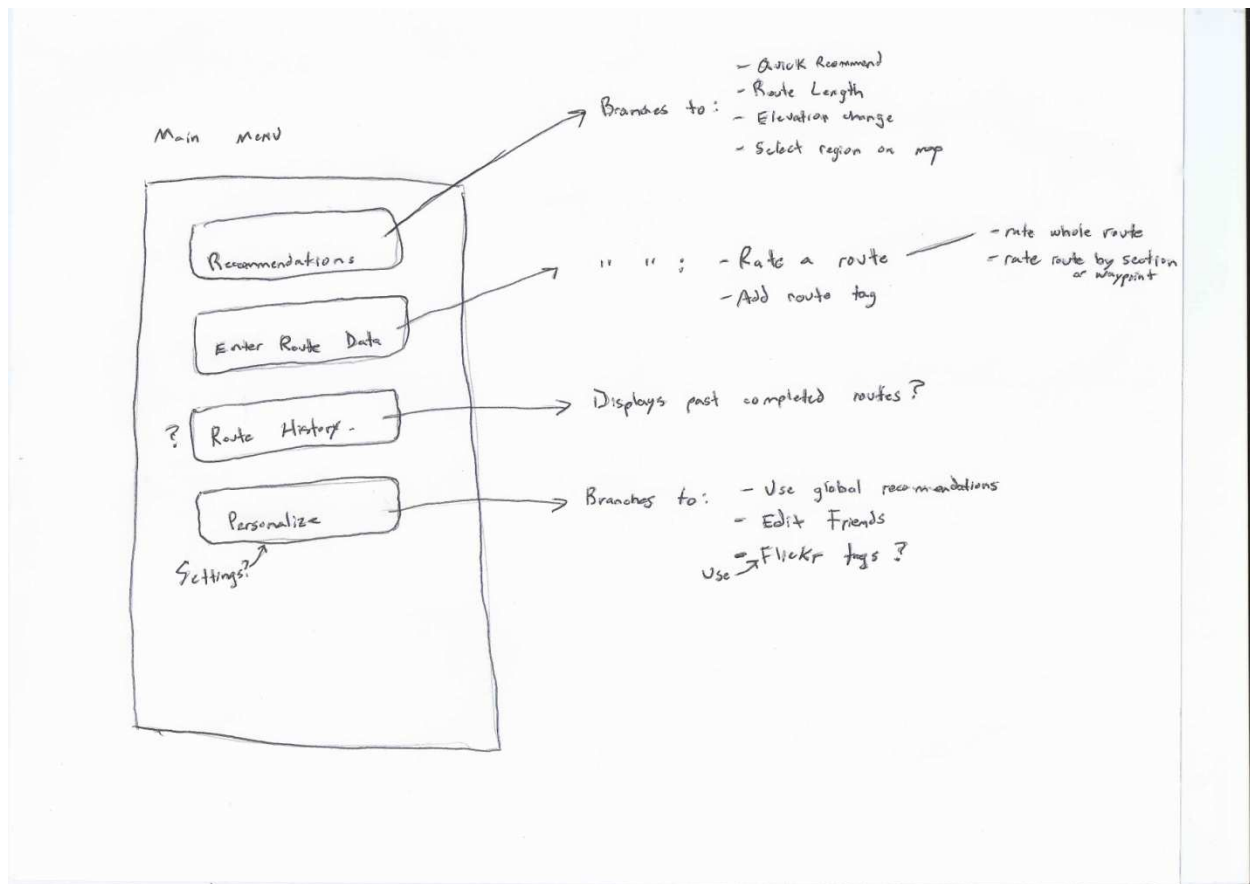 Main Menu
Recommendations
Enter Route Data
? Route History.
Personalize
Settings?
Branches to:
- Quick Recommend
- Route Length
- Elevation change
- Select region on map
" " : - Rate a route
- Add route tag
- rate whole route
- rate route by section
or waypoint
Displays past completed routes?
Branches to: - Use global recomendations
- Edit Friends
- Flickr tags?
Use